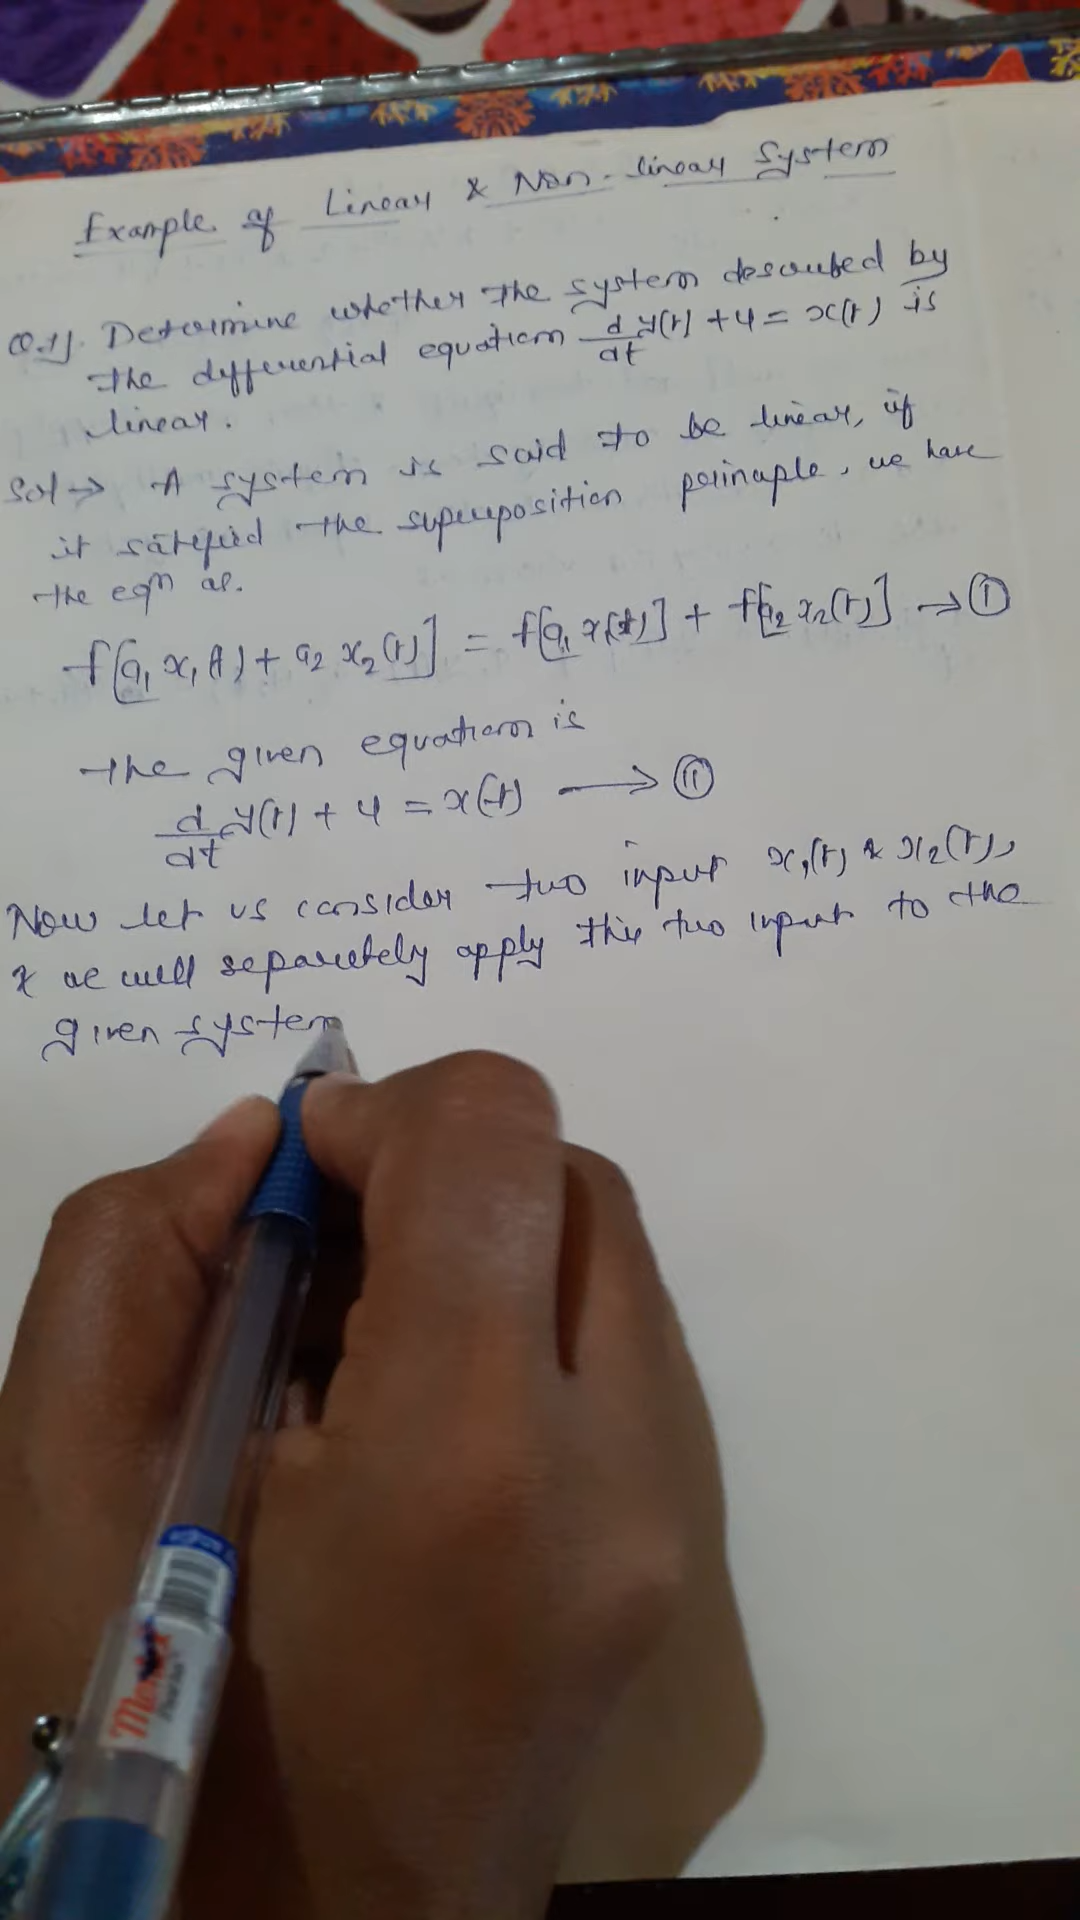 Example of Linear & Non-linear System
Q.1). Determine whether the system described by
the differential equation d/dt y(t) + 4 = x(t) is
linear.
Sol → A system is said to be linear, if
it satisfied the superposition principle, we have
the eqn as.
f[a₁ x₁(t) + a₂ x₂(t)] = f[a₁ x₁(t)] + f[a₂ x₂(t)] → ①
the given equation is
d/dt y(t) + 4 = x(t) → ⑪
Now let us consider two input x₁(t) & x₂(t),
& we will separately apply this two input to the
given system